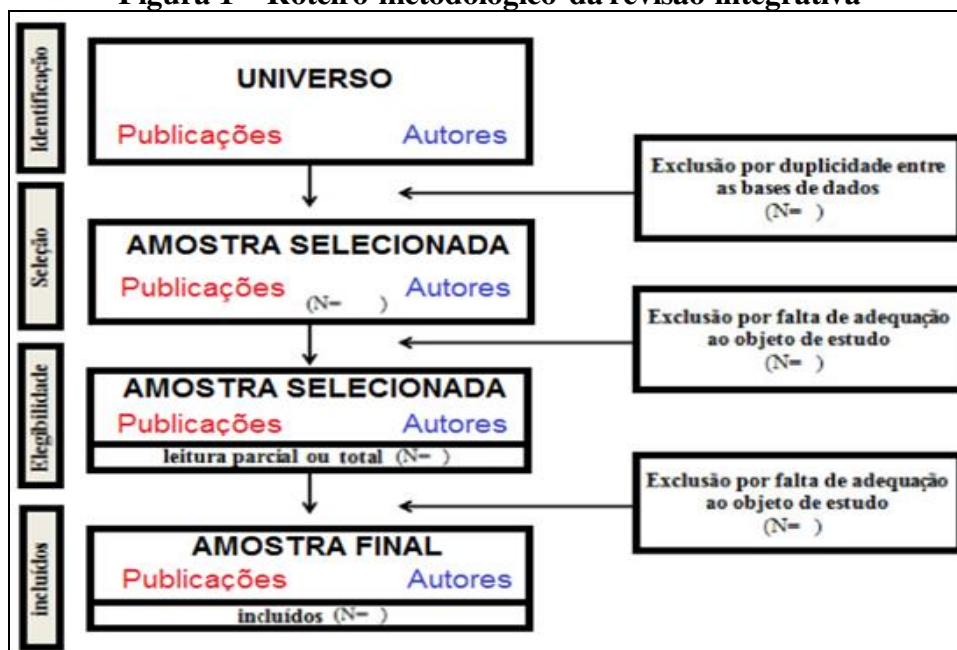 Figura 1 – Roteiro metodológico da revisão integrativa
Identificação
UNIVERSO
Publicações Autores
Exclusão por duplicidade entre
as bases de dados
(N= )
Seleção
AMOSTRA SELECIONADA
Publicações Autores
(N= )
Exclusão por falta de adequação
ao objeto de estudo
(N= )
Elegibilidade
AMOSTRA SELECIONADA
Publicações Autores
leitura parcial ou total (N= )
Exclusão por falta de adequação
ao objeto de estudo
(N= )
incluídos
AMOSTRA FINAL
Publicações Autores
incluídos (N= )